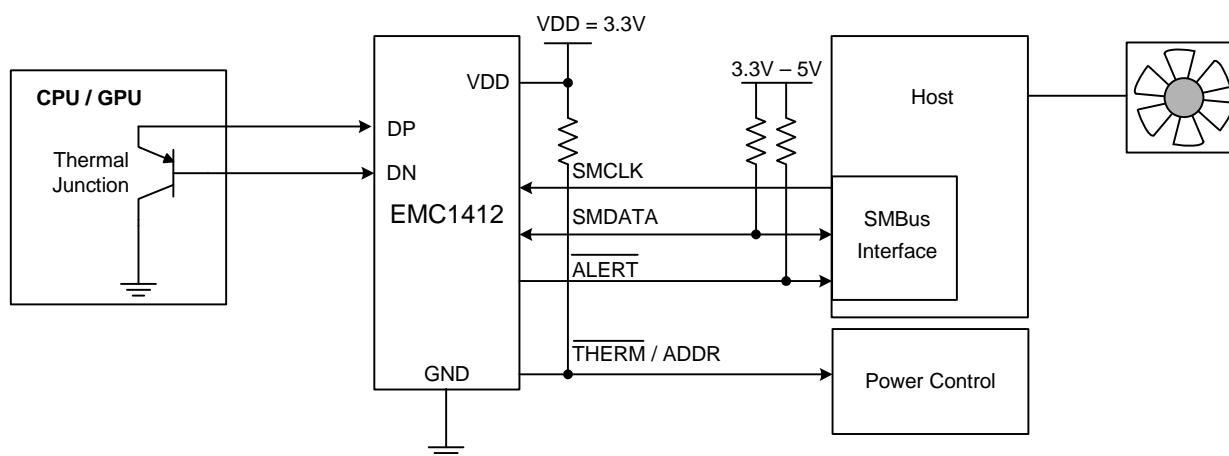 VDD = 3.3V
VDD
3.3V – 5V
CPU / GPU
Host
DP
Thermal
Junction
DN
SMCLK
EMC1412
SMDATA
SMBus
Interface
ALERT
THERM / ADDR
GND
Power Control